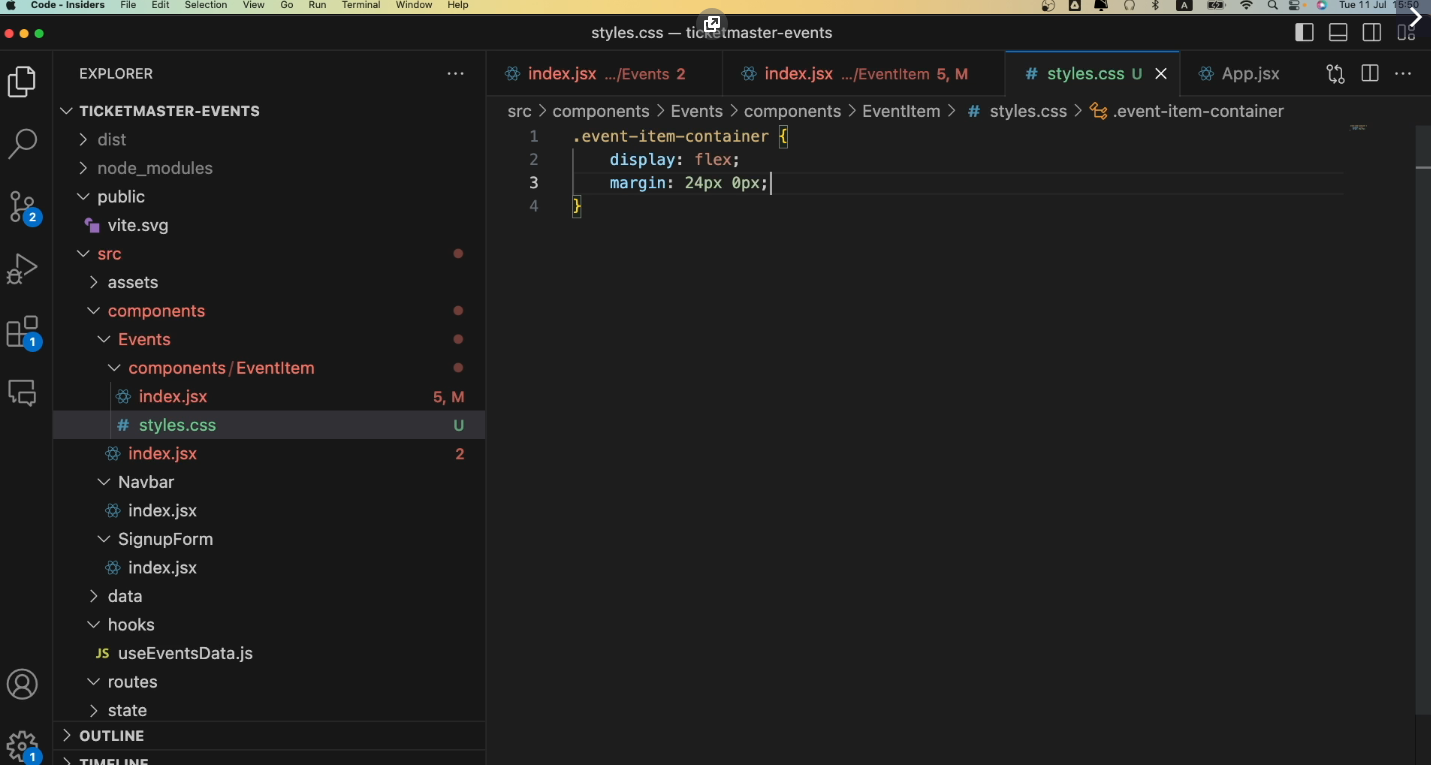 Code - Insiders File Edit Selection View Go Run Terminal Window Help A Tue 11 Jul 15:50
styles.css — ticketmaster-events
EXPLORER
index.jsx .../Events 2 index.jsx .../EventItem 5, M # styles.css U App.jsx
src > components > Events > components > EventItem > # styles.css > .event-item-container
TICKETMASTER-EVENTS
dist
node_modules
public
vite.svg
src
assets
components
Events
components/EventItem
index.jsx 5, M
# styles.css U
index.jsx 2
Navbar
index.jsx
SignupForm
index.jsx
data
hooks
JS useEventsData.js
routes
state
OUTLINE
TIMELINE
2
1
1
1 .event-item-container {
2 display: flex;
3 margin: 24px 0px;
4 }